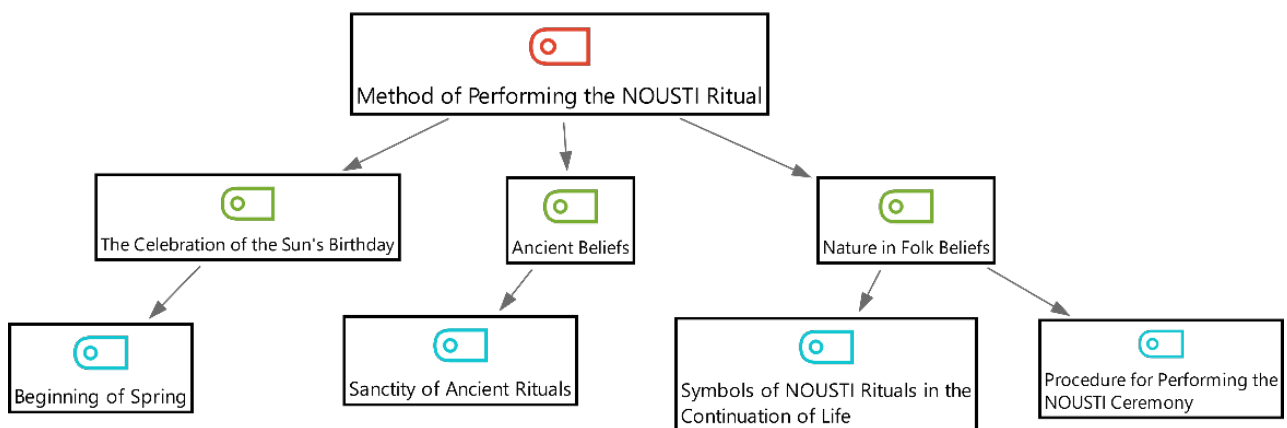 Method of Performing the NOUSTI Ritual
The Celebration of the Sun's Birthday
Ancient Beliefs
Nature in Folk Beliefs
Beginning of Spring
Sanctity of Ancient Rituals
Symbols of NOUSTI Rituals in the
Continuation of Life
Procedure for Performing the
NOUSTI Ceremony